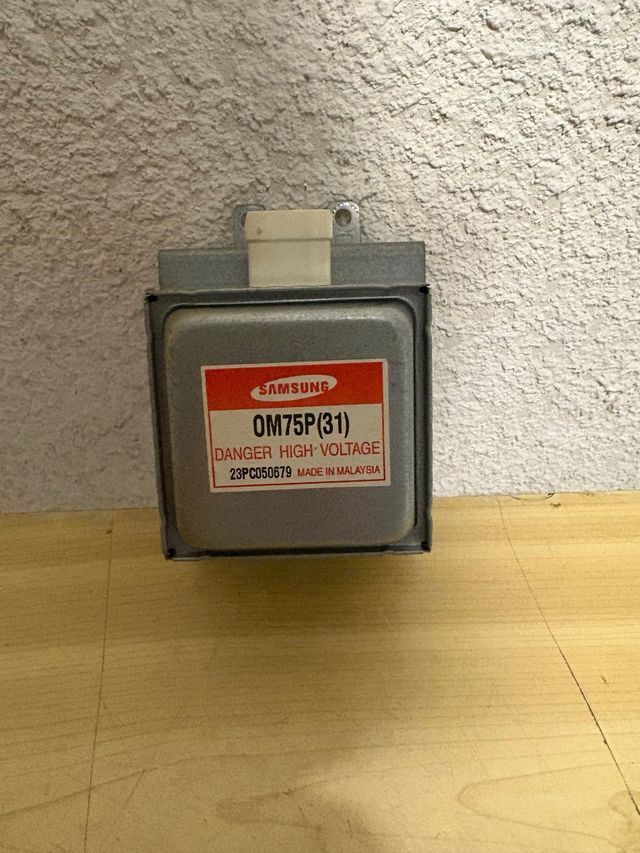 SAMSUNG
OM75P(31)
DANGER HIGH VOLTAGE
23PC050679 MADE IN MALAYSIA